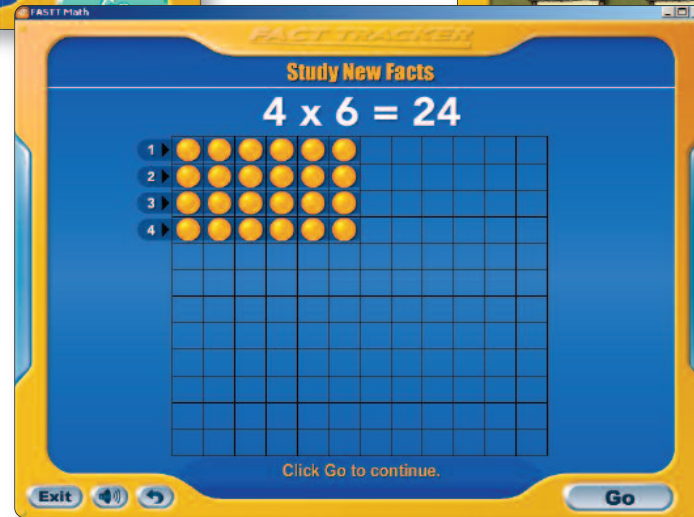 FASTT Math
FACT TRACKER
Study New Facts
4 x 6 = 24
1
2
3
4
Click Go to continue.
Exit
Go